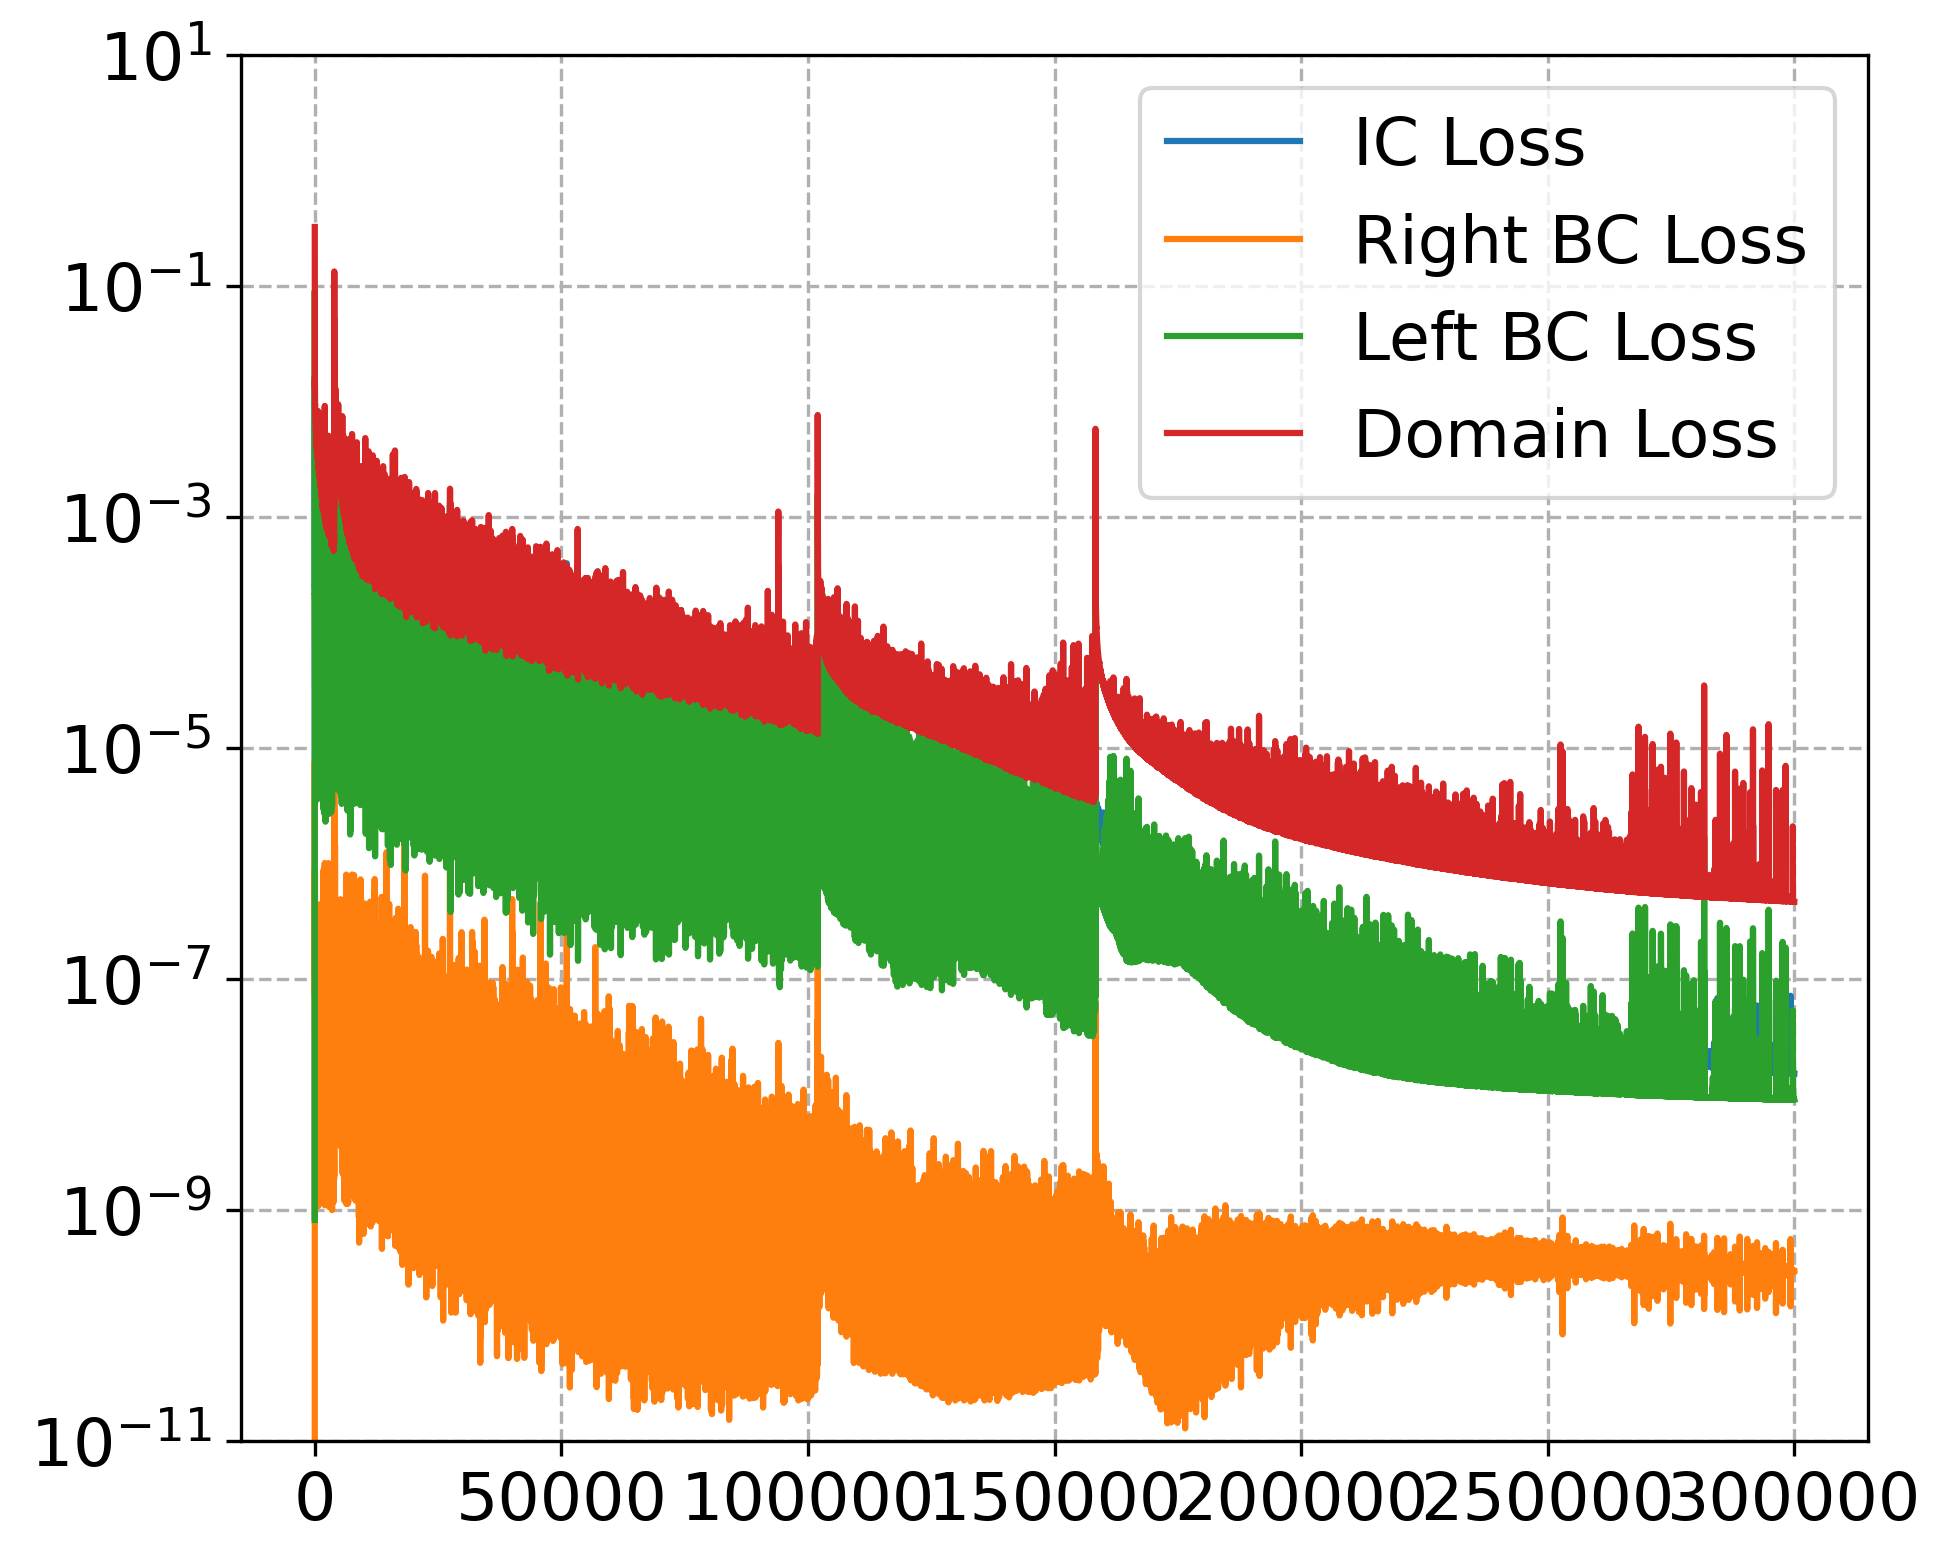 10^1
10^−1
10^−3
10^−5
10^−7
10^−9
10^−11
IC Loss
Right BC Loss
Left BC Loss
Domain Loss
0 50000 100000 150000 200000 250000 300000